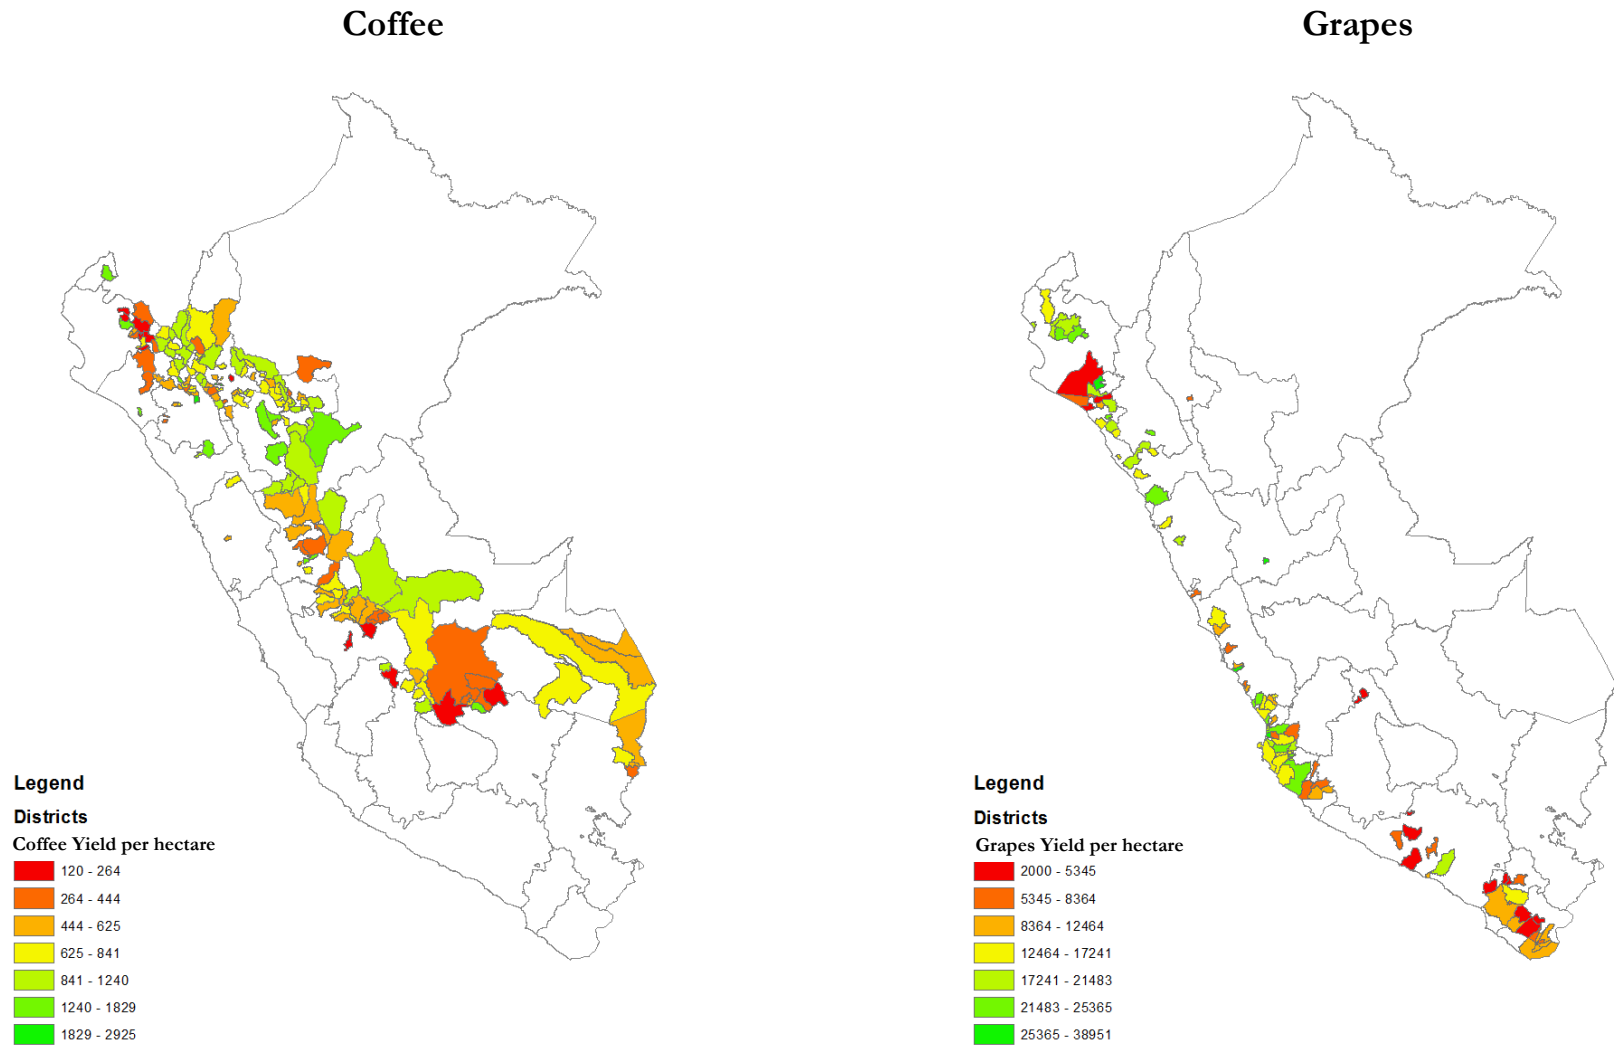 Coffee
Grapes
Legend
Districts
Coffee Yield per hectare
120 - 264
264 - 444
444 - 625
625 - 841
841 - 1240
1240 - 1829
1829 - 2925
Legend
Districts
Grapes Yield per hectare
2000 - 5345
5345 - 8364
8364 - 12464
12464 - 17241
17241 - 21483
21483 - 25365
25365 - 38951